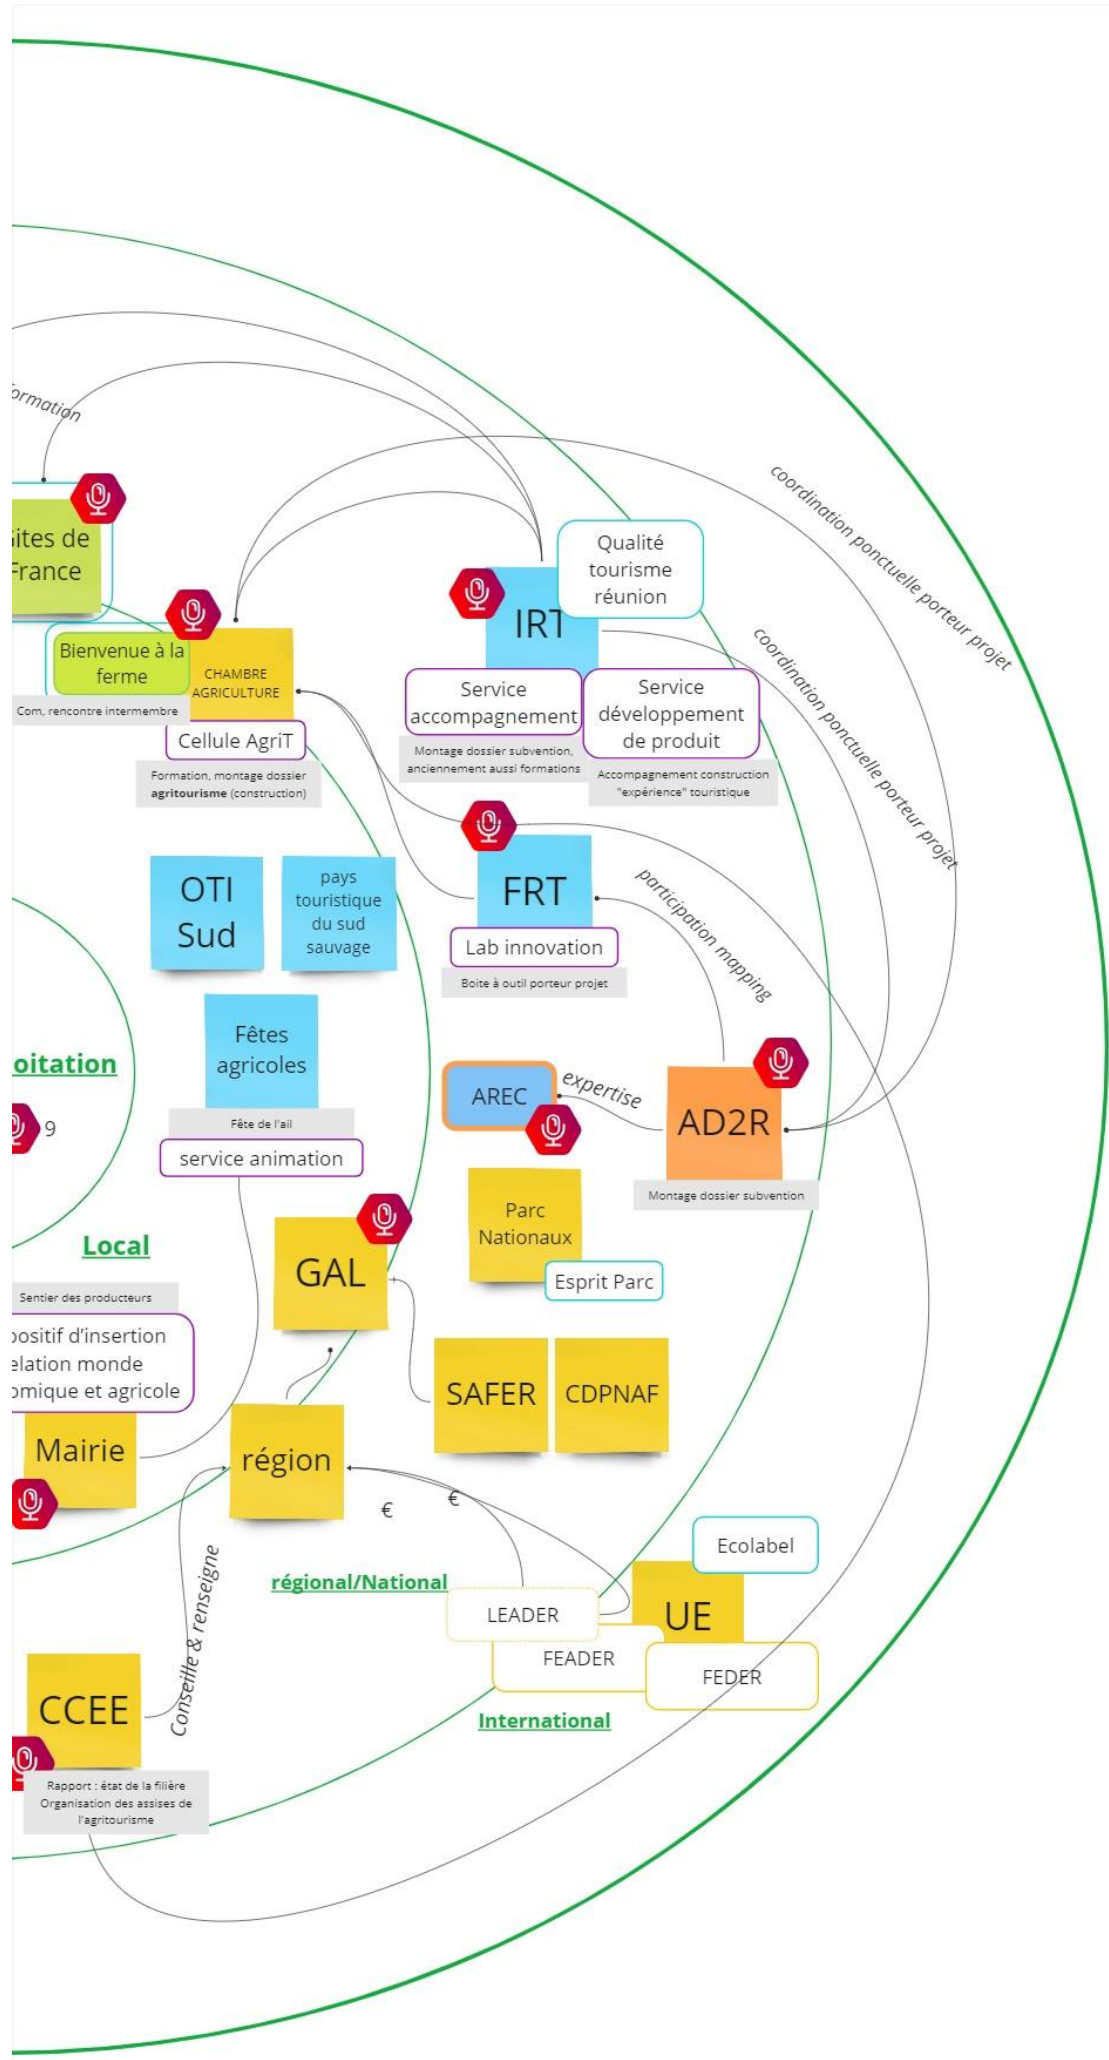 formation
Gites de
France
Bienvenue à la
ferme
Com, rencontre intermembre
CHAMBRE
AGRICULTURE
Cellule AgriT
Formation, montage dossier
agritourisme (construction)
IRT
Qualité
tourisme
réunion
Service
accompagnement
Montage dossier subvention,
anciennement aussi formations
Service
développement
de produit
Accompagnement construction
"expérience" touristique
coordination ponctuelle porteur projet
coordination ponctuelle porteur projet
FRT
Lab innovation
Boite à outil porteur projet
participation mapping
OTI
Sud
pays
touristique
du sud
sauvage
Fêtes
agricoles
Fête de l'ail
service animation
oitation
9
AREC
expertise
AD2R
Montage dossier subvention
Parc
Nationaux
Esprit Parc
Local
GAL
Sentier des producteurs
positif d'insertion
elation monde
omique et agricole
Mairie
SAFER
CDPNAF
région
€
€
régional/National
Ecolabel
UE
LEADER
FEADER
FEDER
International
Conseille & renseigne
CCEE
Rapport : état de la filière
Organisation des assises de
l'agritourisme